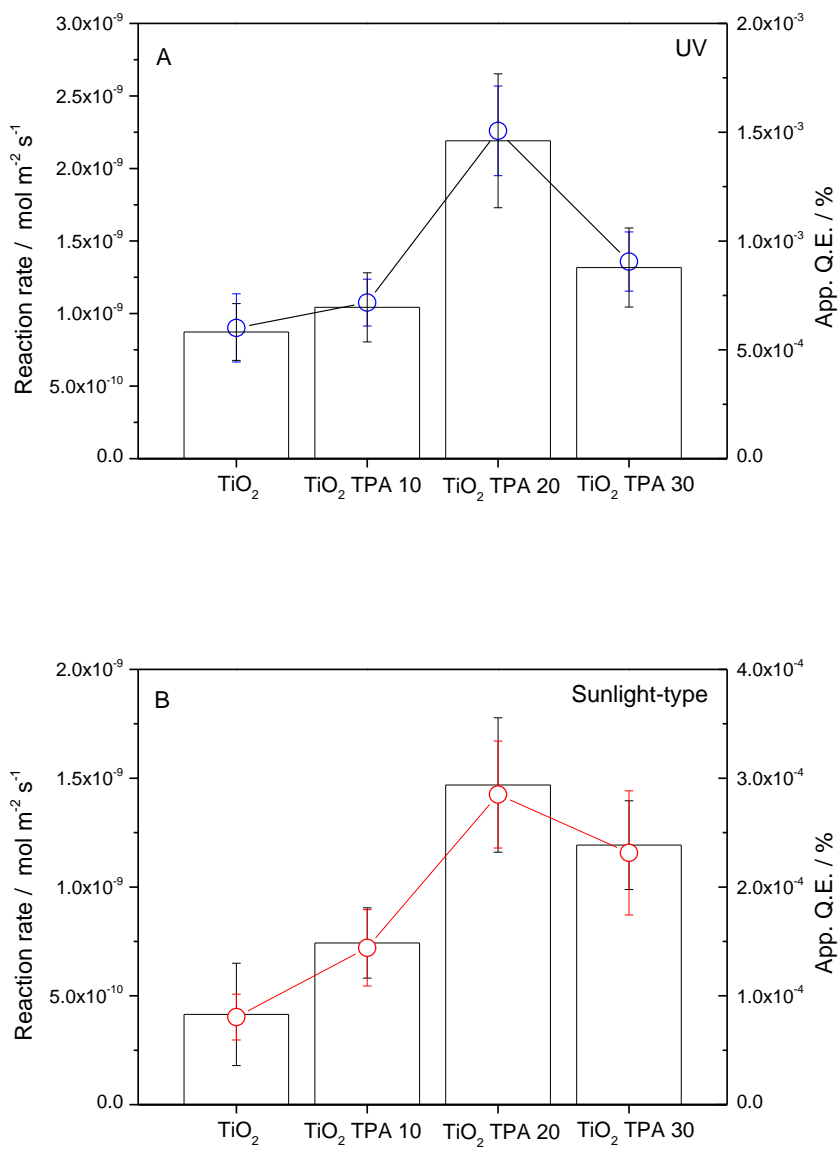 A
UV
Reaction rate / mol m⁻² s⁻¹
3.0x10⁻⁹
2.5x10⁻⁹
2.0x10⁻⁹
1.5x10⁻⁹
1.0x10⁻⁹
5.0x10⁻¹⁰
0.0
App. Q.E. / %
2.0x10⁻³
1.5x10⁻³
1.0x10⁻³
5.0x10⁻⁴
0.0
TiO₂ TiO₂ TPA 10 TiO₂ TPA 20 TiO₂ TPA 30
B
Sunlight-type
Reaction rate / mol m⁻² s⁻¹
2.0x10⁻⁹
1.5x10⁻⁹
1.0x10⁻⁹
5.0x10⁻¹⁰
0.0
App. Q.E. / %
4.0x10⁻⁴
3.0x10⁻⁴
2.0x10⁻⁴
1.0x10⁻⁴
0.0
TiO₂ TiO₂ TPA 10 TiO₂ TPA 20 TiO₂ TPA 30